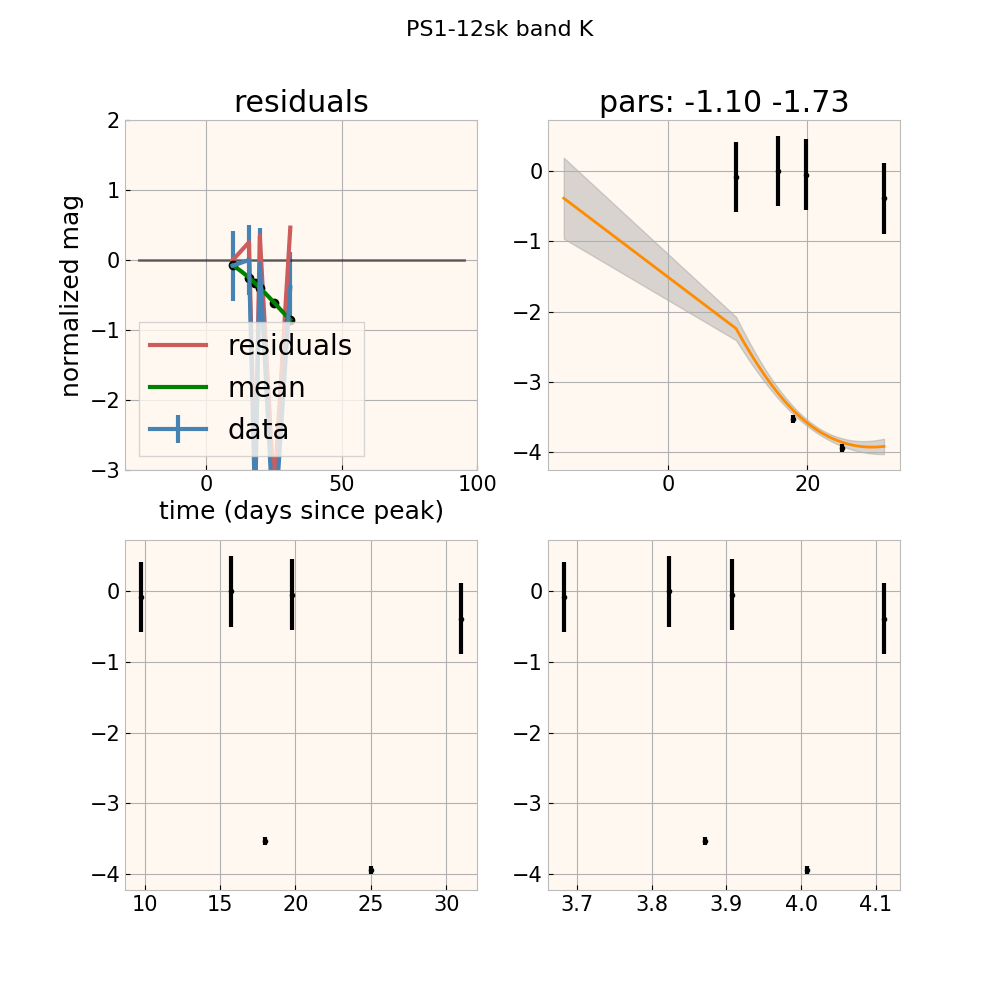 PS1-12sk band K
residuals
pars: -1.10 -1.73
normalized mag
2
1
0
−1
−2
−3
residuals
mean
data
0 50 100
time (days since peak)
0
−1
−2
−3
−4
0 20
0
−1
−2
−3
−4
10 15 20 25 30
0
−1
−2
−3
−4
3.7 3.8 3.9 4.0 4.1